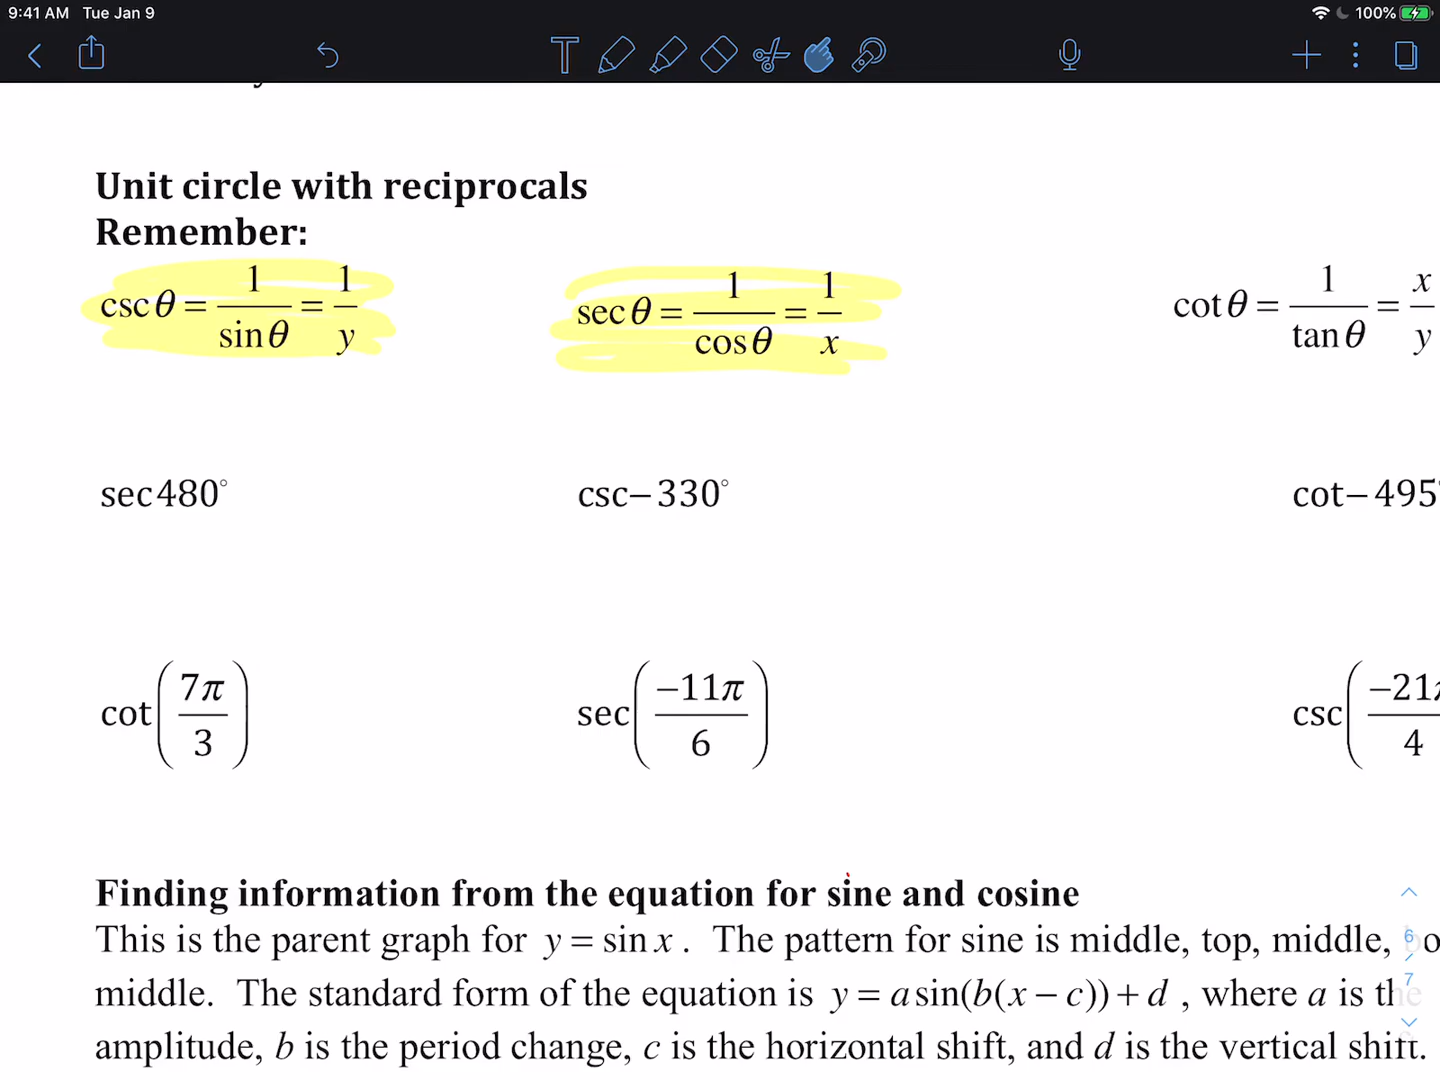 9:41 AM Tue Jan 9 100%
Unit circle with reciprocals
Remember:
csc θ = 1/sin θ = 1/y sec θ = 1/cos θ = 1/x cot θ = 1/tan θ = x/y
sec 480° csc − 330° cot − 495°
cot(7π/3) sec(−11π/6) csc(−21π/4
Finding information from the equation for sine and cosine
This is the parent graph for y = sin x . The pattern for sine is middle, top, middle,
middle. The standard form of the equation is y = a sin(b(x − c)) + d , where a is the
amplitude, b is the period change, c is the horizontal shift, and d is the vertical shift.
6
7